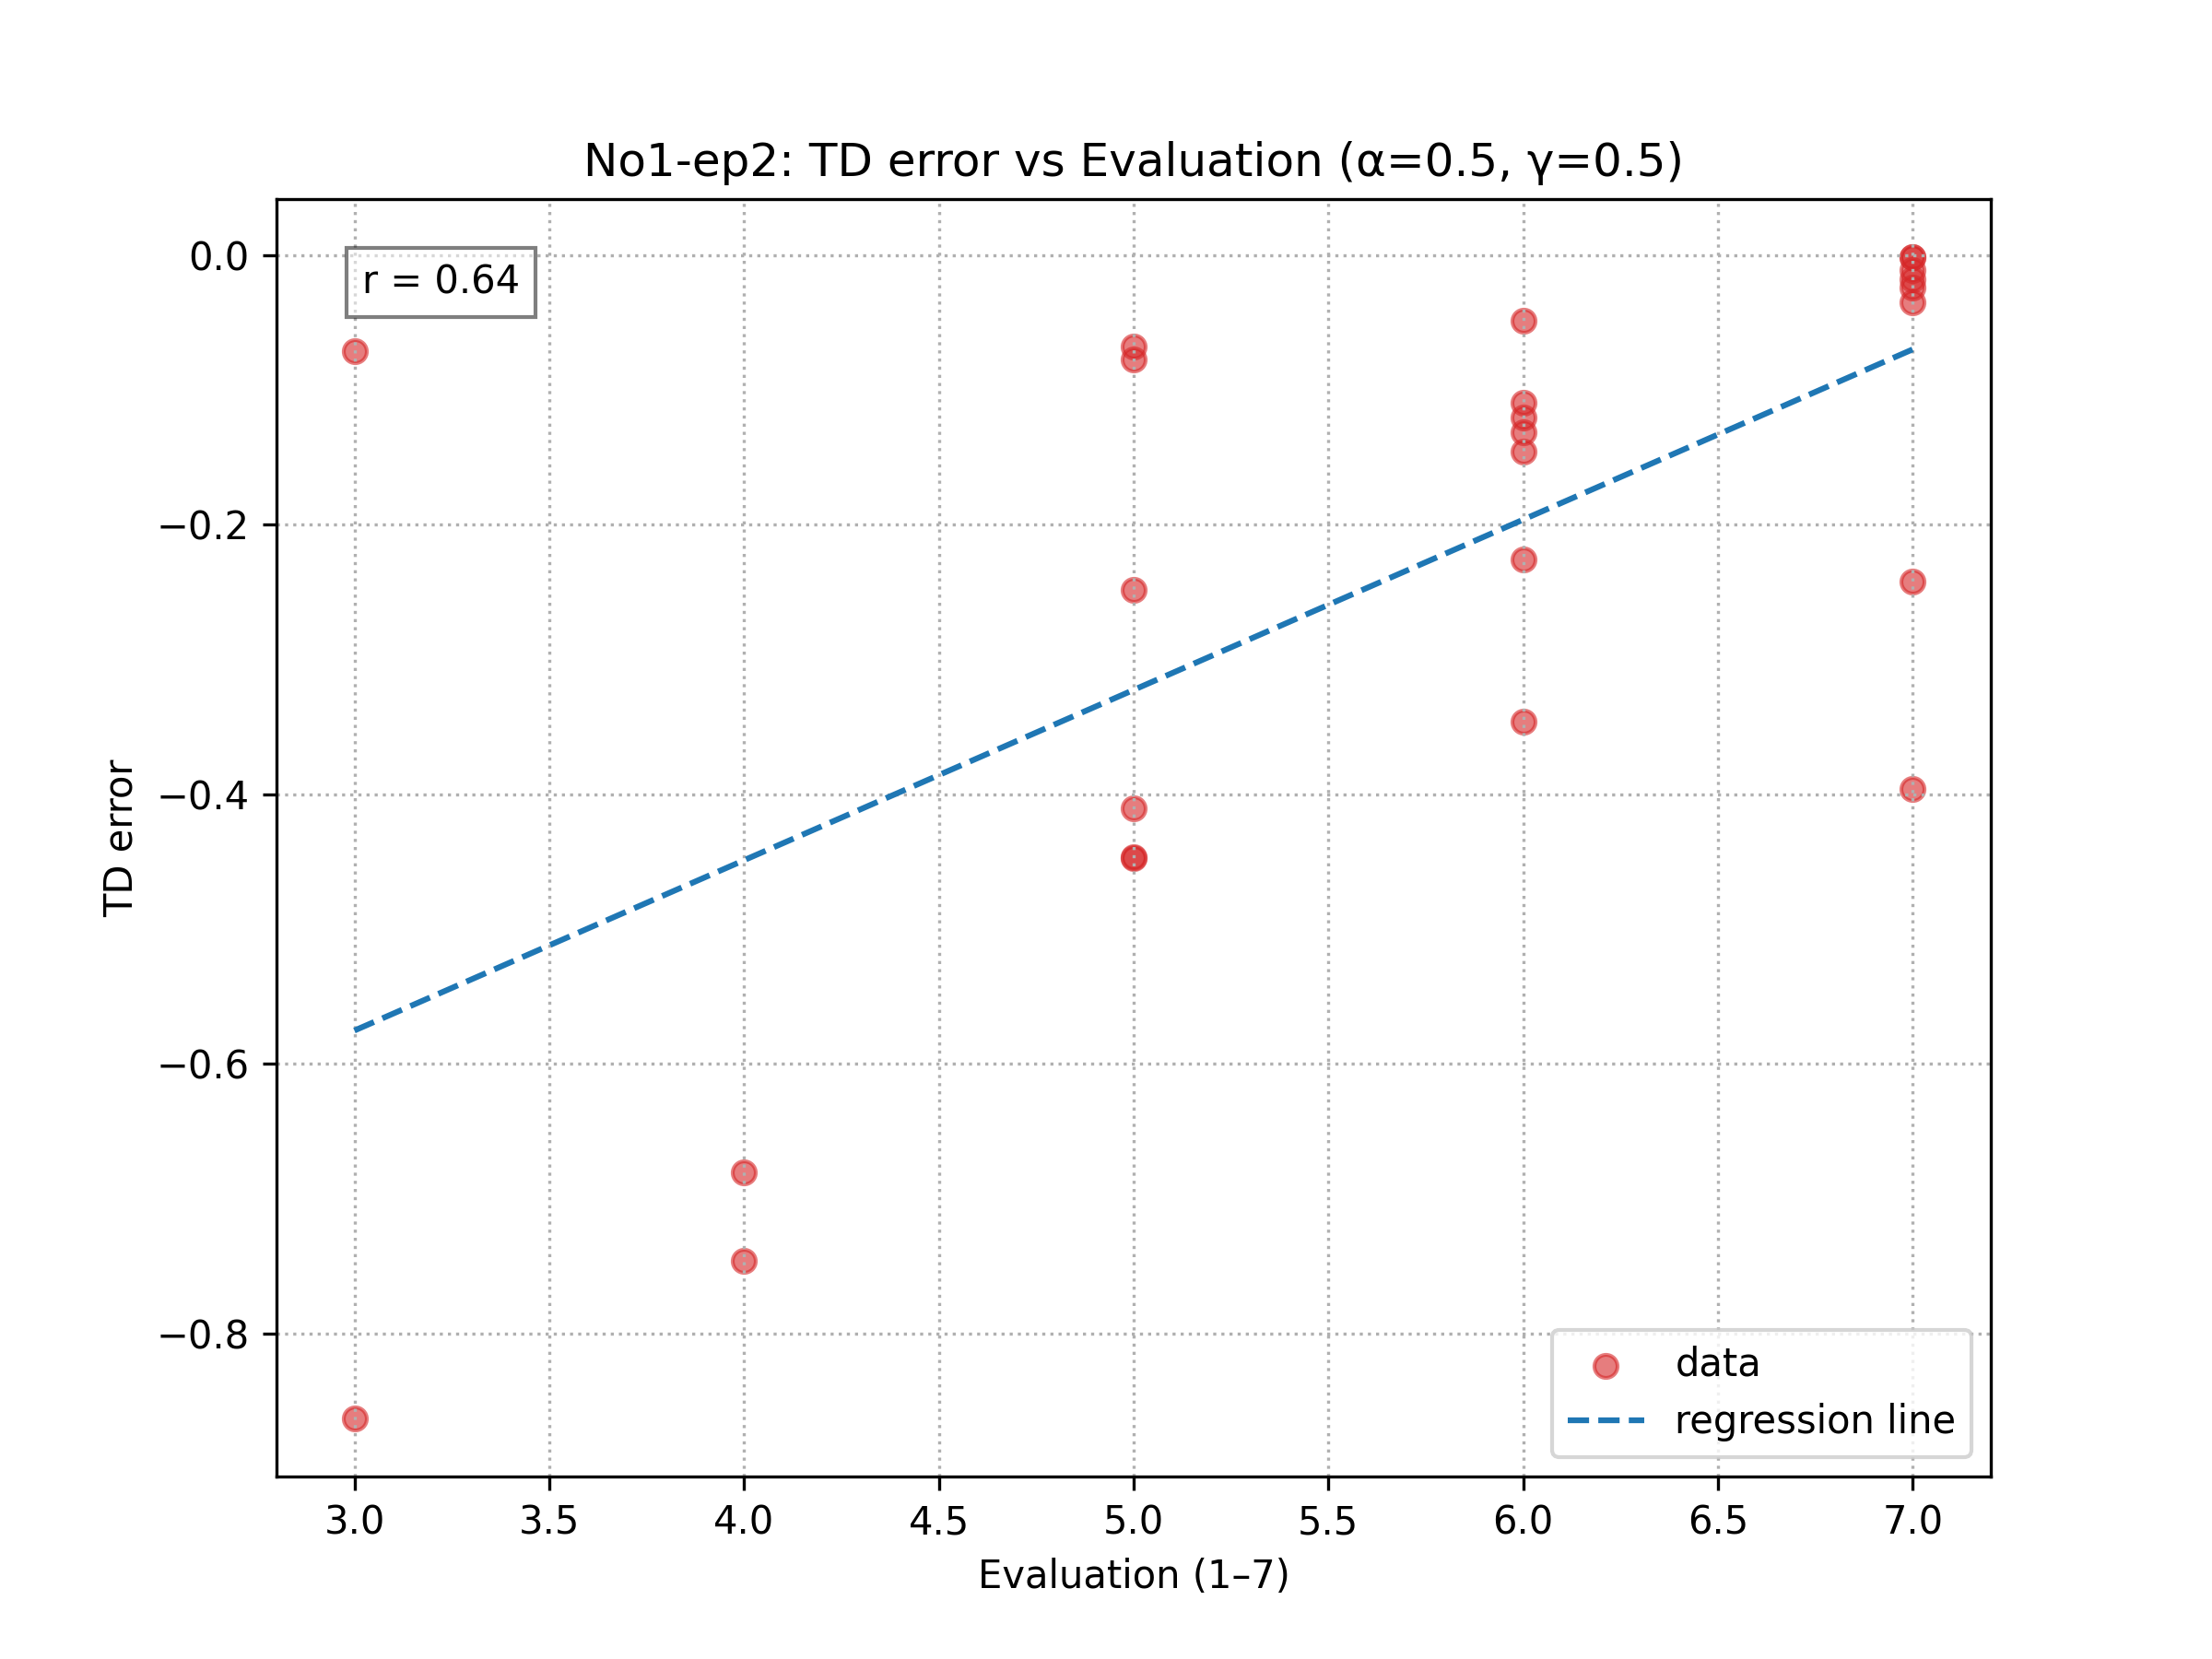 No1-ep2: TD error vs Evaluation (α=0.5, γ=0.5)
r = 0.64
0.0
−0.2
−0.4
−0.6
−0.8
TD error
data
regression line
3.0 3.5 4.0 4.5 5.0 5.5 6.0 6.5 7.0
Evaluation (1–7)